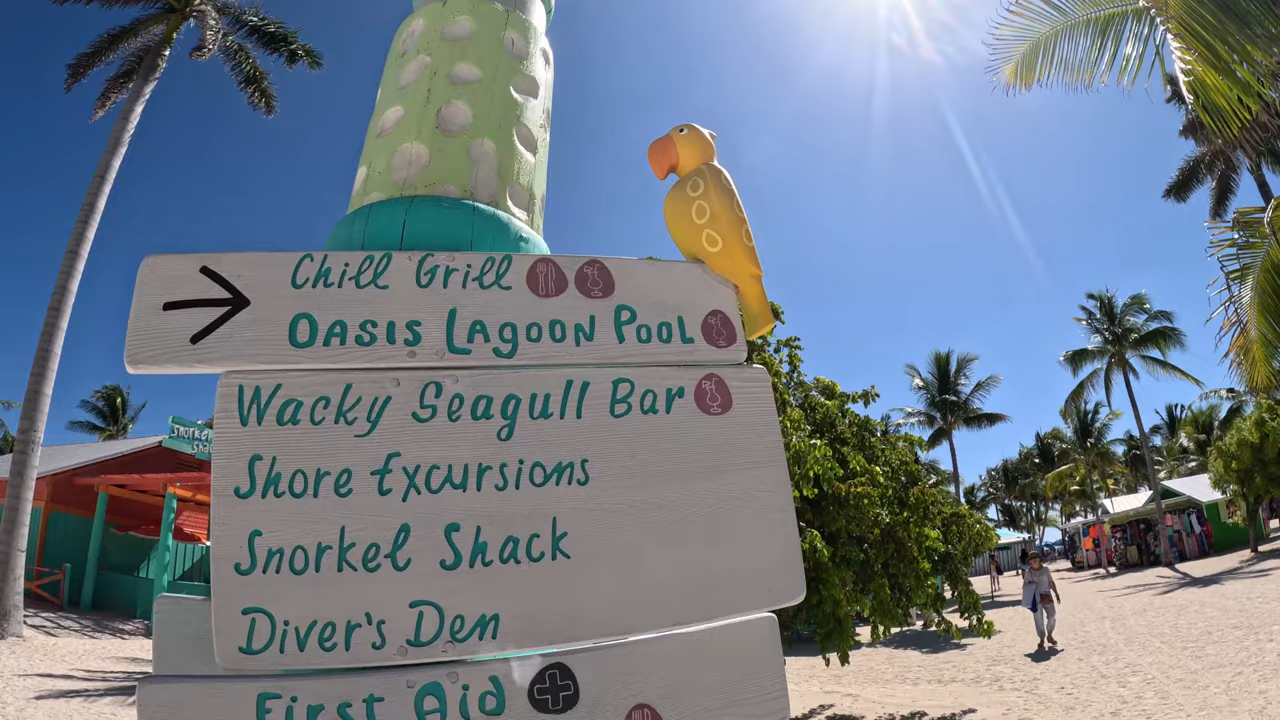 Chill Grill
Oasis Lagoon Pool
Wacky Seagull Bar
Shore Excursions
Snorkel Shack
Diver's Den
First Aid
Snorkel
Shack